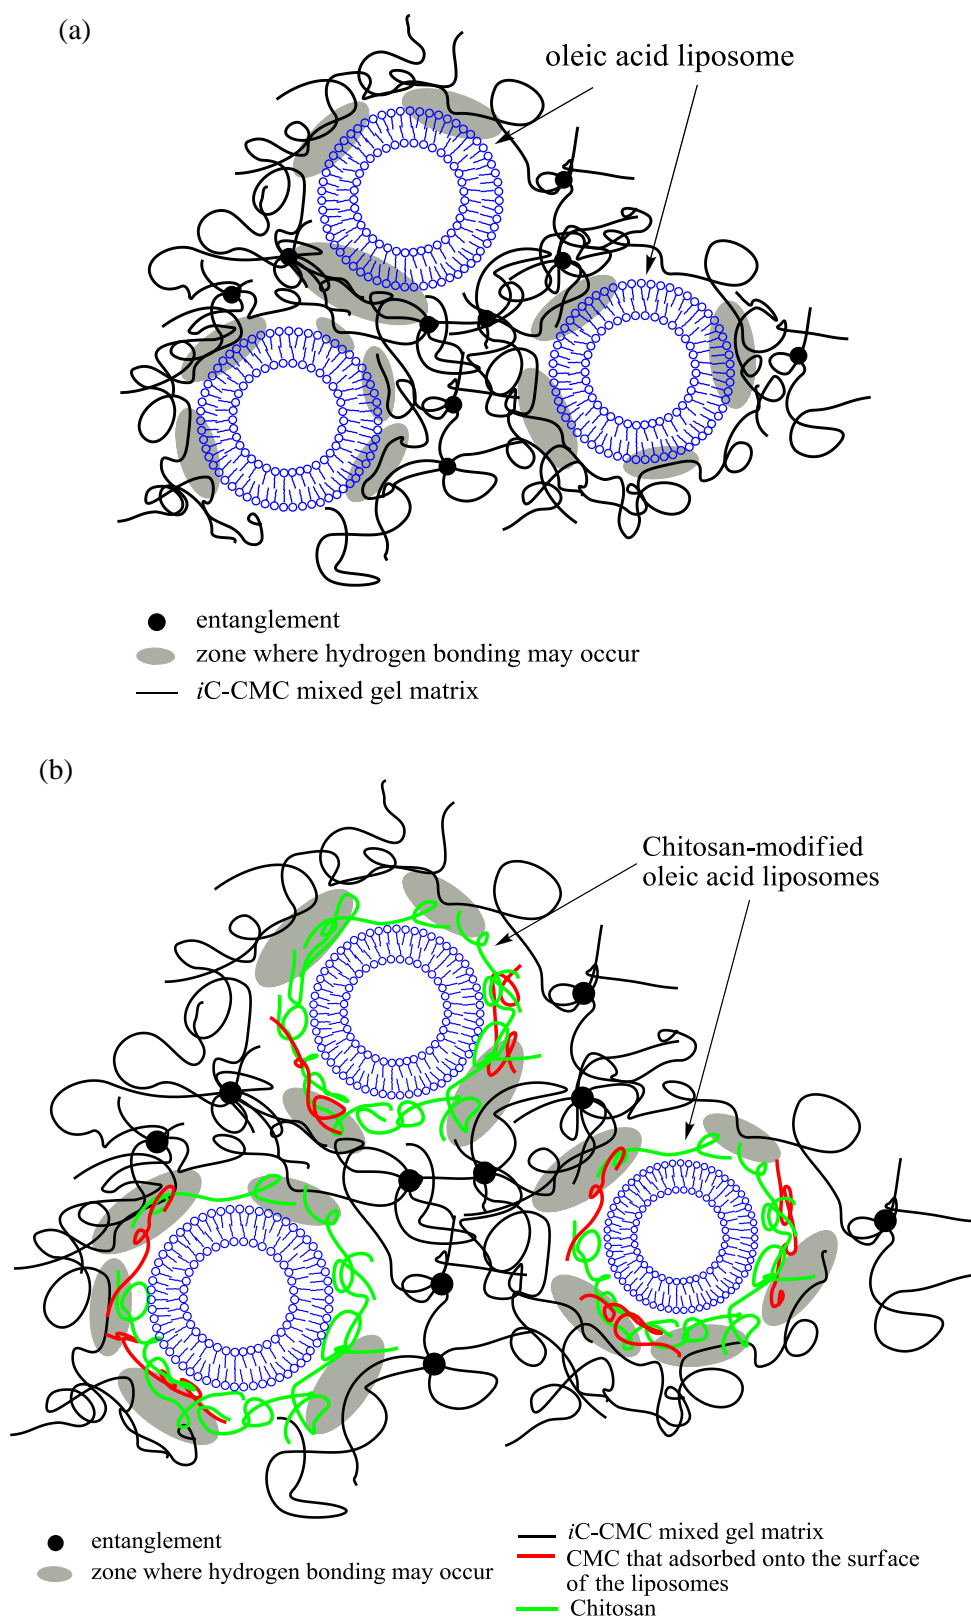 (a)
oleic acid liposome
entanglement
zone where hydrogen bonding may occur
iC-CMC mixed gel matrix
(b)
Chitosan-modified
oleic acid liposomes
entanglement
zone where hydrogen bonding may occur
iC-CMC mixed gel matrix
CMC that adsorbed onto the surface
of the liposomes
Chitosan